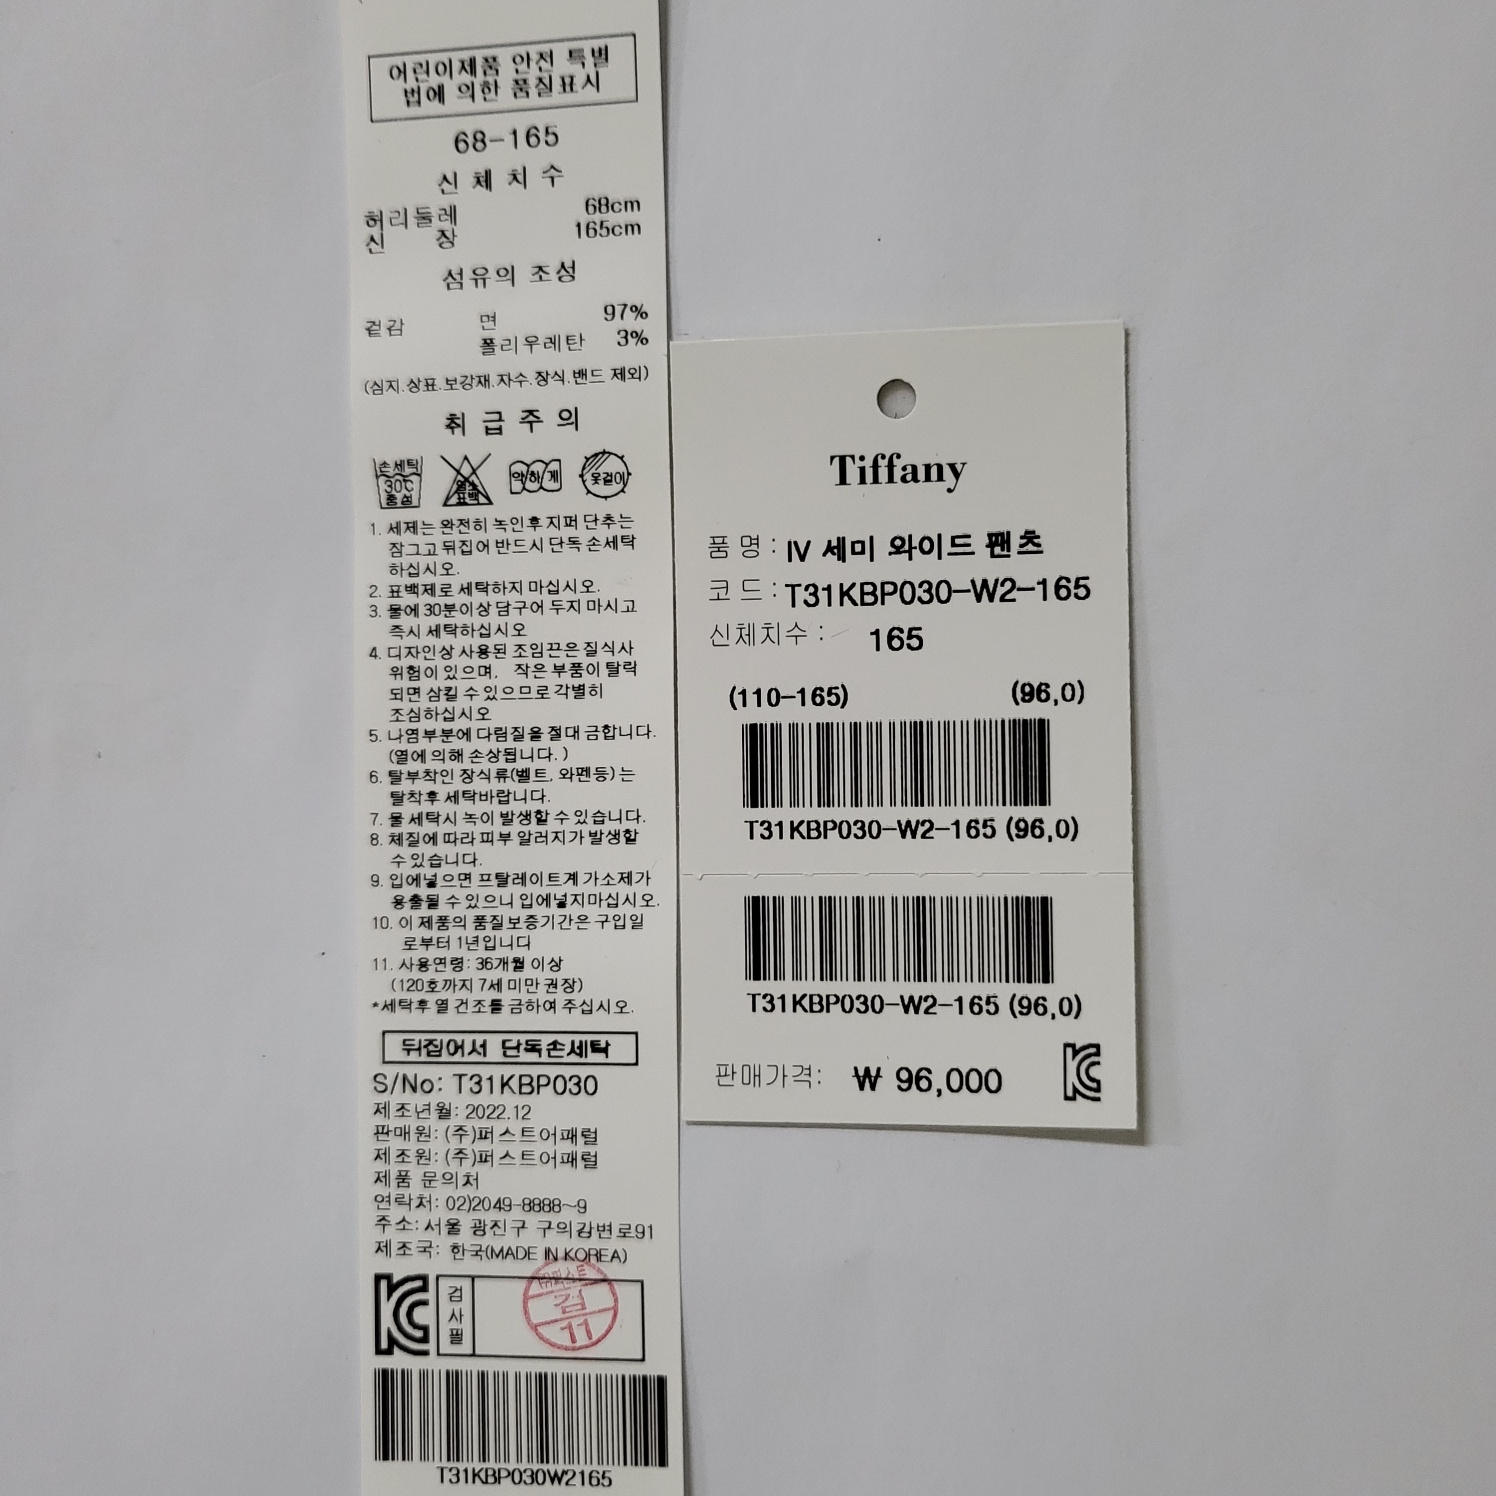 어린이제품 안전 특별
법에 의한 품질표시
68-165
신 체 치 수
허리둘레 68cm
신 장 165cm
섬유의 조성
겉감 면 97%
폴리우레탄 3%
(심지.상표.보강재.자수.장식.밴드 제외)
취 급 주 의
손세탁
30℃
중성
염소
표백
약하게
옷걸이
1. 세제는 완전히 녹인후 지퍼 단추는
잠그고 뒤집어 반드시 단독 손세탁
하십시오.
2. 표백제로 세탁하지 마십시오.
3. 물에 30분이상 담구어 두지 마시고
즉시 세탁하십시오
4. 디자인상 사용된 조임끈은 질식사
위험이 있으며, 작은 부품이 탈락
되면 삼킬 수 있으므로 각별히
조심하십시오
5. 나염부분에 다림질을 절대 금합니다.
(열에 의해 손상됩니다.)
6. 탈부착인 장식류(벨트, 와펜등)는
탈착후 세탁바랍니다.
7. 물 세탁시 녹이 발생할 수 있습니다.
8. 체질에 따라 피부 알러지가 발생할
수 있습니다.
9. 입에넣으면 프탈레이트계 가소제가
용출될 수 있으니 입에넣지마십시오.
10. 이 제품의 품질보증기간은 구입일
로부터 1년입니다
11. 사용연령: 36개월 이상
(120호까지 7세 미만 권장)
*세탁후 열 건조를 금하여 주십시오.
뒤집어서 단독손세탁
S/No: T31KBP030
제조년월: 2022.12
판매원: (주)퍼스트어패럴
제조원: (주)퍼스트어패럴
제품 문의처
연락처: 02)2049-8888~9
주소: 서울 광진구 구의강변로91
제조국: 한국(MADE IN KOREA)
KC
검사필
검
11
T31KBP030W2165
Tiffany
품 명 : IV 세미 와이드 팬츠
코 드 : T31KBP030-W2-165
신체치수 : 165
(110-165) (96,0)
T31KBP030-W2-165 (96,0)
T31KBP030-W2-165 (96,0)
판매가격: ₩ 96,000
KC